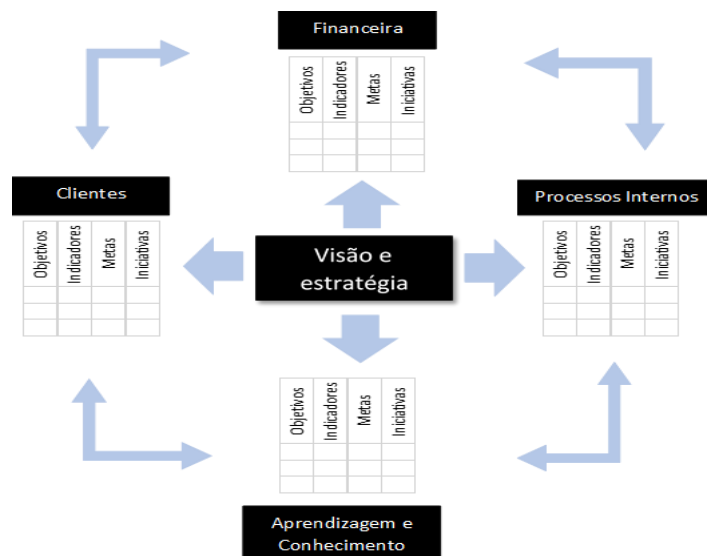 Financeira
Objetivos
Indicadores
Metas
Iniciativas
Clientes
Objetivos
Indicadores
Metas
Iniciativas
Visão e
estratégia
Processos Internos
Objetivos
Indicadores
Metas
Iniciativas
Objetivos
Indicadores
Metas
Iniciativas
Aprendizagem e
Conhecimento